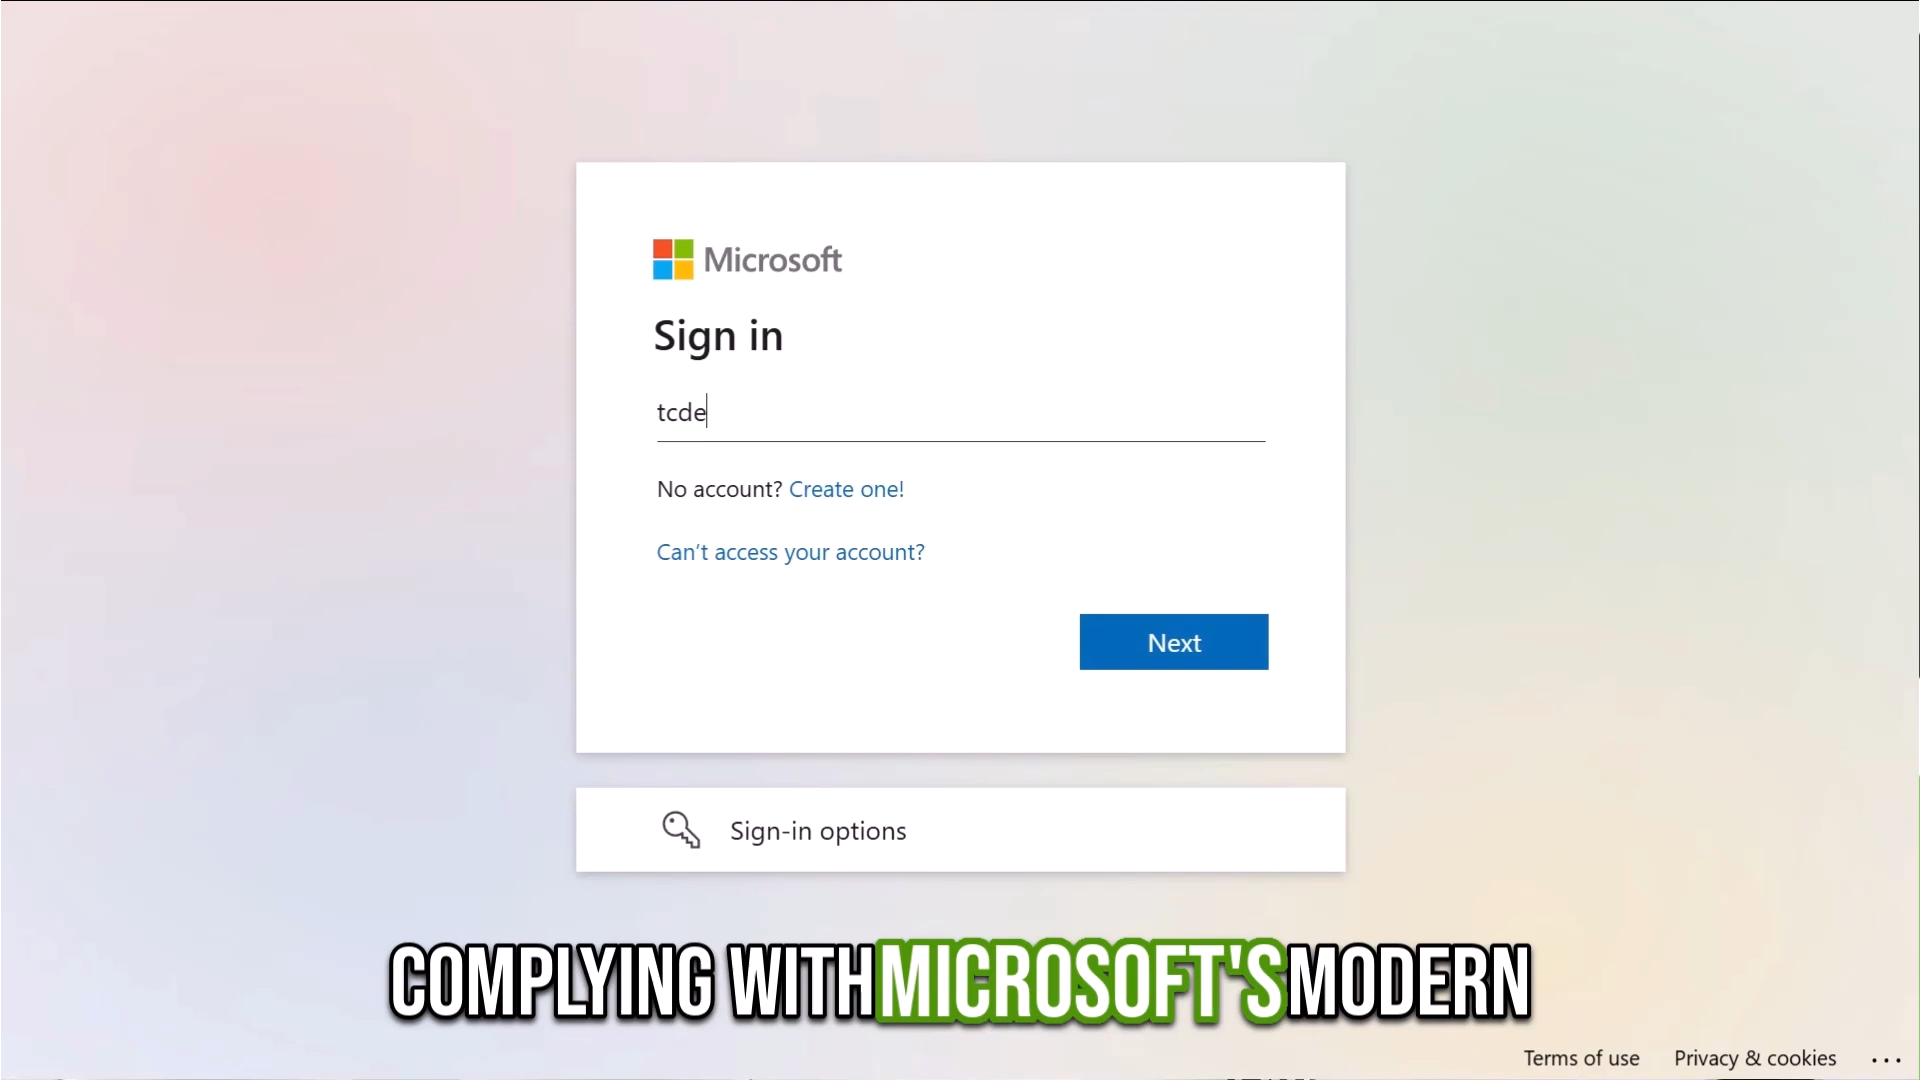 Microsoft
Sign in
tcde
No account? Create one!
Can't access your account?
Next
Sign-in options
COMPLYING WITH MICROSOFT'S MODERN
Terms of use Privacy & cookies ...